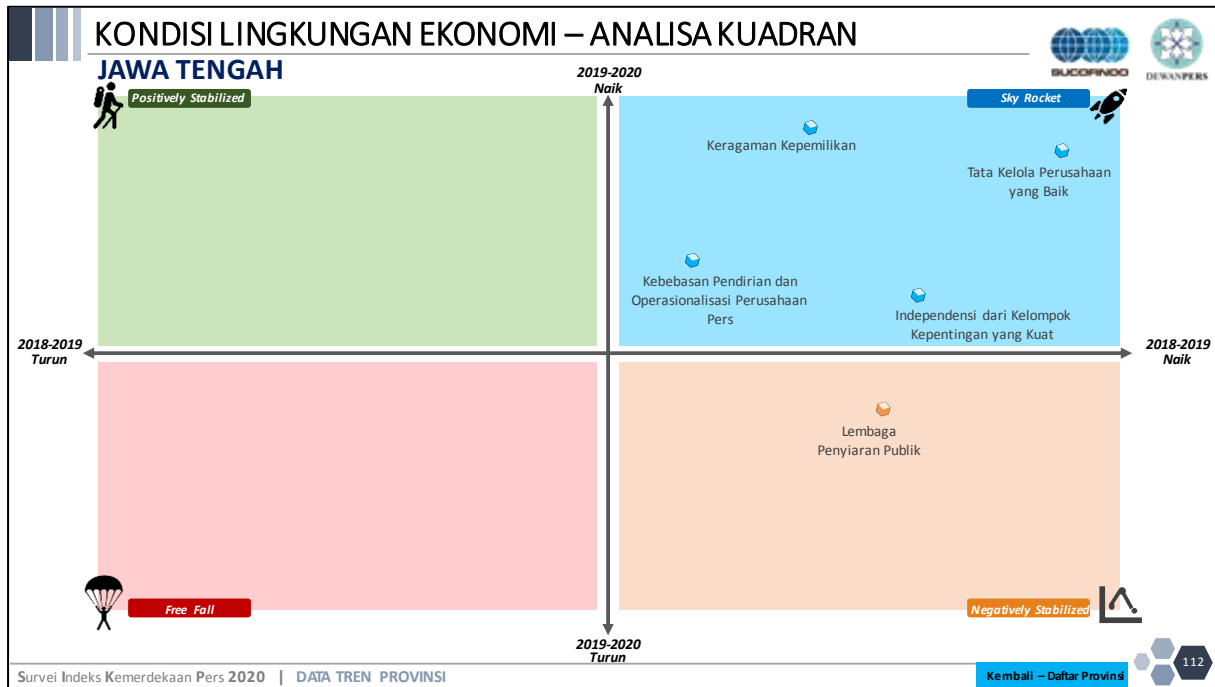 KONDISI LINGKUNGAN EKONOMI – ANALISA KUADRAN
JAWA TENGAH
SUCOFINDO
DEWAN PERS
2019-2020
Naik
Positively Stabilized
Sky Rocket
Keragaman Kepemilikan
Tata Kelola Perusahaan
yang Baik
Kebebasan Pendirian dan
Operasionalisasi Perusahaan
Pers
Independensi dari Kelompok
Kepentingan yang Kuat
2018-2019
Turun
2018-2019
Naik
Lembaga
Penyiaran Publik
Free Fall
Negatively Stabilized
2019-2020
Turun
Survei Indeks Kemerdekaan Pers 2020 | DATA TREN PROVINSI
Kembali – Daftar Provinsi
112